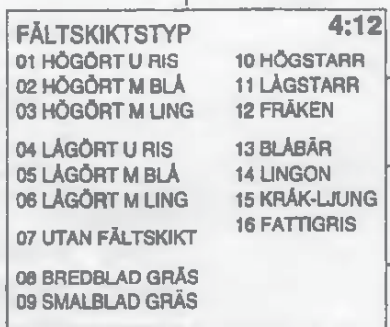 FÄLTSKIKTSTYP 4:12
01 HÖGÖRT U RIS
02 HÖGÖRT M BLÅ
03 HÖGÖRT M LING
04 LÅGÖRT U RIS
05 LÅGÖRT M BLÅ
06 LÅGÖRT M LING
07 UTAN FÄLTSKIKT
08 BREDBLAD GRÄS
09 SMALBLAD GRÄS
10 HÖGSTARR
11 LÅGSTARR
12 FRÄKEN
13 BLÅBÄR
14 LINGON
15 KRÅK-LJUNG
16 FATTIGRIS